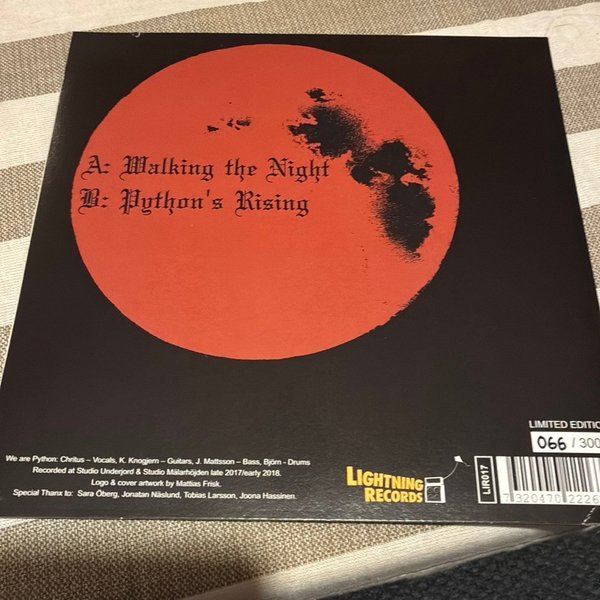 A: Walking the Night
B: Python's Rising
LIMITED EDITIO
066 / 300
We are Python: Chritus – Vocals, K. Knogjern – Guitars, J. Mattsson – Bass, Björn - Drums
Recorded at Studio Underjord & Studio Mälarhöjden late 2017/early 2018.
Logo & cover artwork by Mattias Frisk.
Special Thanx to: Sara Öberg, Jonatan Näslund, Tobias Larsson, Joona Hassinen.
LIGHTNING
RECORDS
LIR017
7 320470 2226